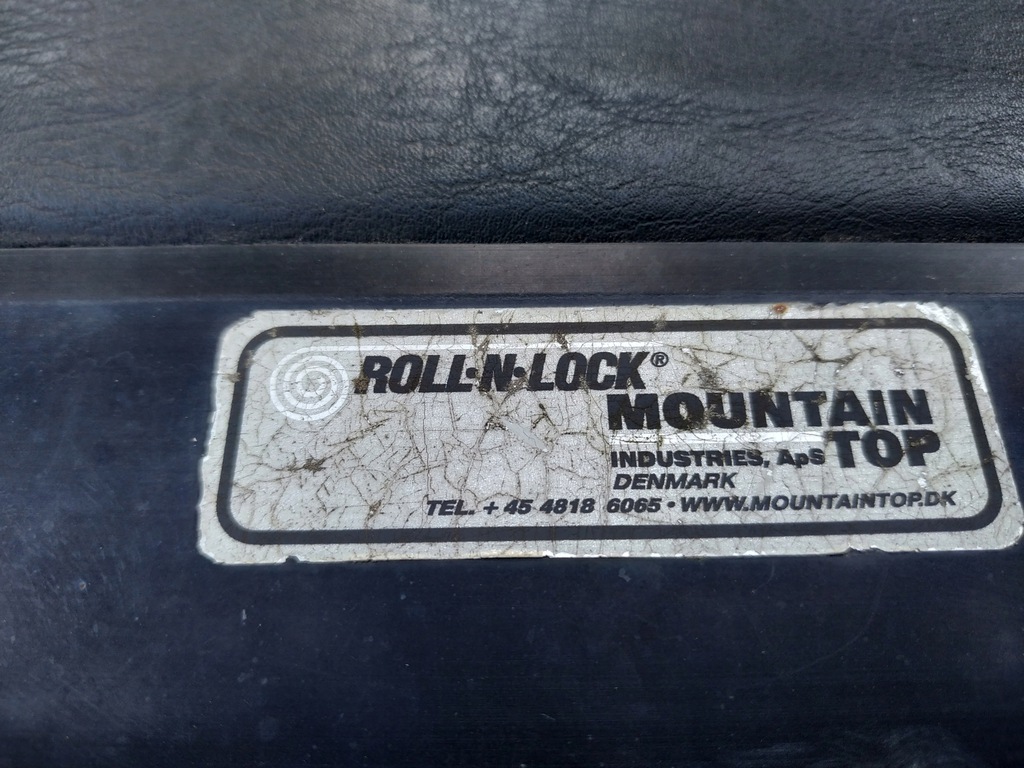 ROLL·N·LOCK®
MOUNTAIN
INDUSTRIES, ApS TOP
DENMARK
TEL. + 45 4818 6065 • WWW.MOUNTAINTOP.DK